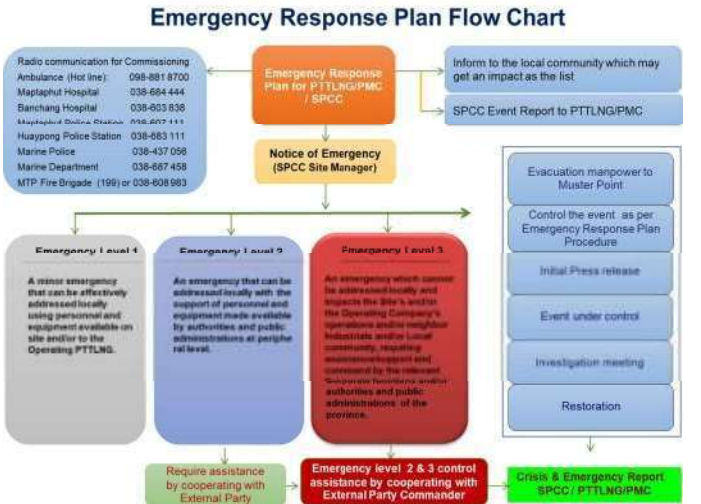 Emergency Response Plan Flow Chart
Radio communication for Commissioning
Ambulance (Hot line): 098-881 8700
Maptaphut Hospital 038-684 444
Banchang Hospital 038-603 838
Maptaphut Police Station 038-607 111
Huaypong Police Station 038-683 111
Marine Police 038-437 056
Marine Department 038-687 458
MTP Fire Brigade (199) or 038-608 983
Emergency Response
Plan for PTTLNG/PMC
/ SPCC
Inform to the local community which may
get an impact as the list
SPCC Event Report to PTTLNG/PMC
Notice of Emergency
(SPCC Site Manager)
Emergency Level 1
A minor emergency
that can be effectively
addressed locally
using personnel and
equipment available on
site and/or to the
Operating PTTLNG.
Emergency Level 2
An emergency that can be
addressed locally with the
support of personnel and
equipment made available
by authorities and public
administrations at periphe
ral level.
Emergency Level 3
An emergency which cannot
be addressed locally and
impacts the Site's and/or
the Operating Company's
operations and/or neighbor
Industrials and/or Local
community, requiring
assistance/support and
command by the relevant
Corporate functions and/or
authorities and public
administrations of the
province.
Evacuation manpower to
Muster Point
Control the event as per
Emergency Response Plan
Procedure
Initial Press release
Event under control
Investigation meeting
Restoration
Require assistance
by cooperating with
External Party
Emergency level 2 & 3 control
assistance by cooperating with
External Party Commander
Crisis & Emergency Report
SPCC / PTTLNG/PMC